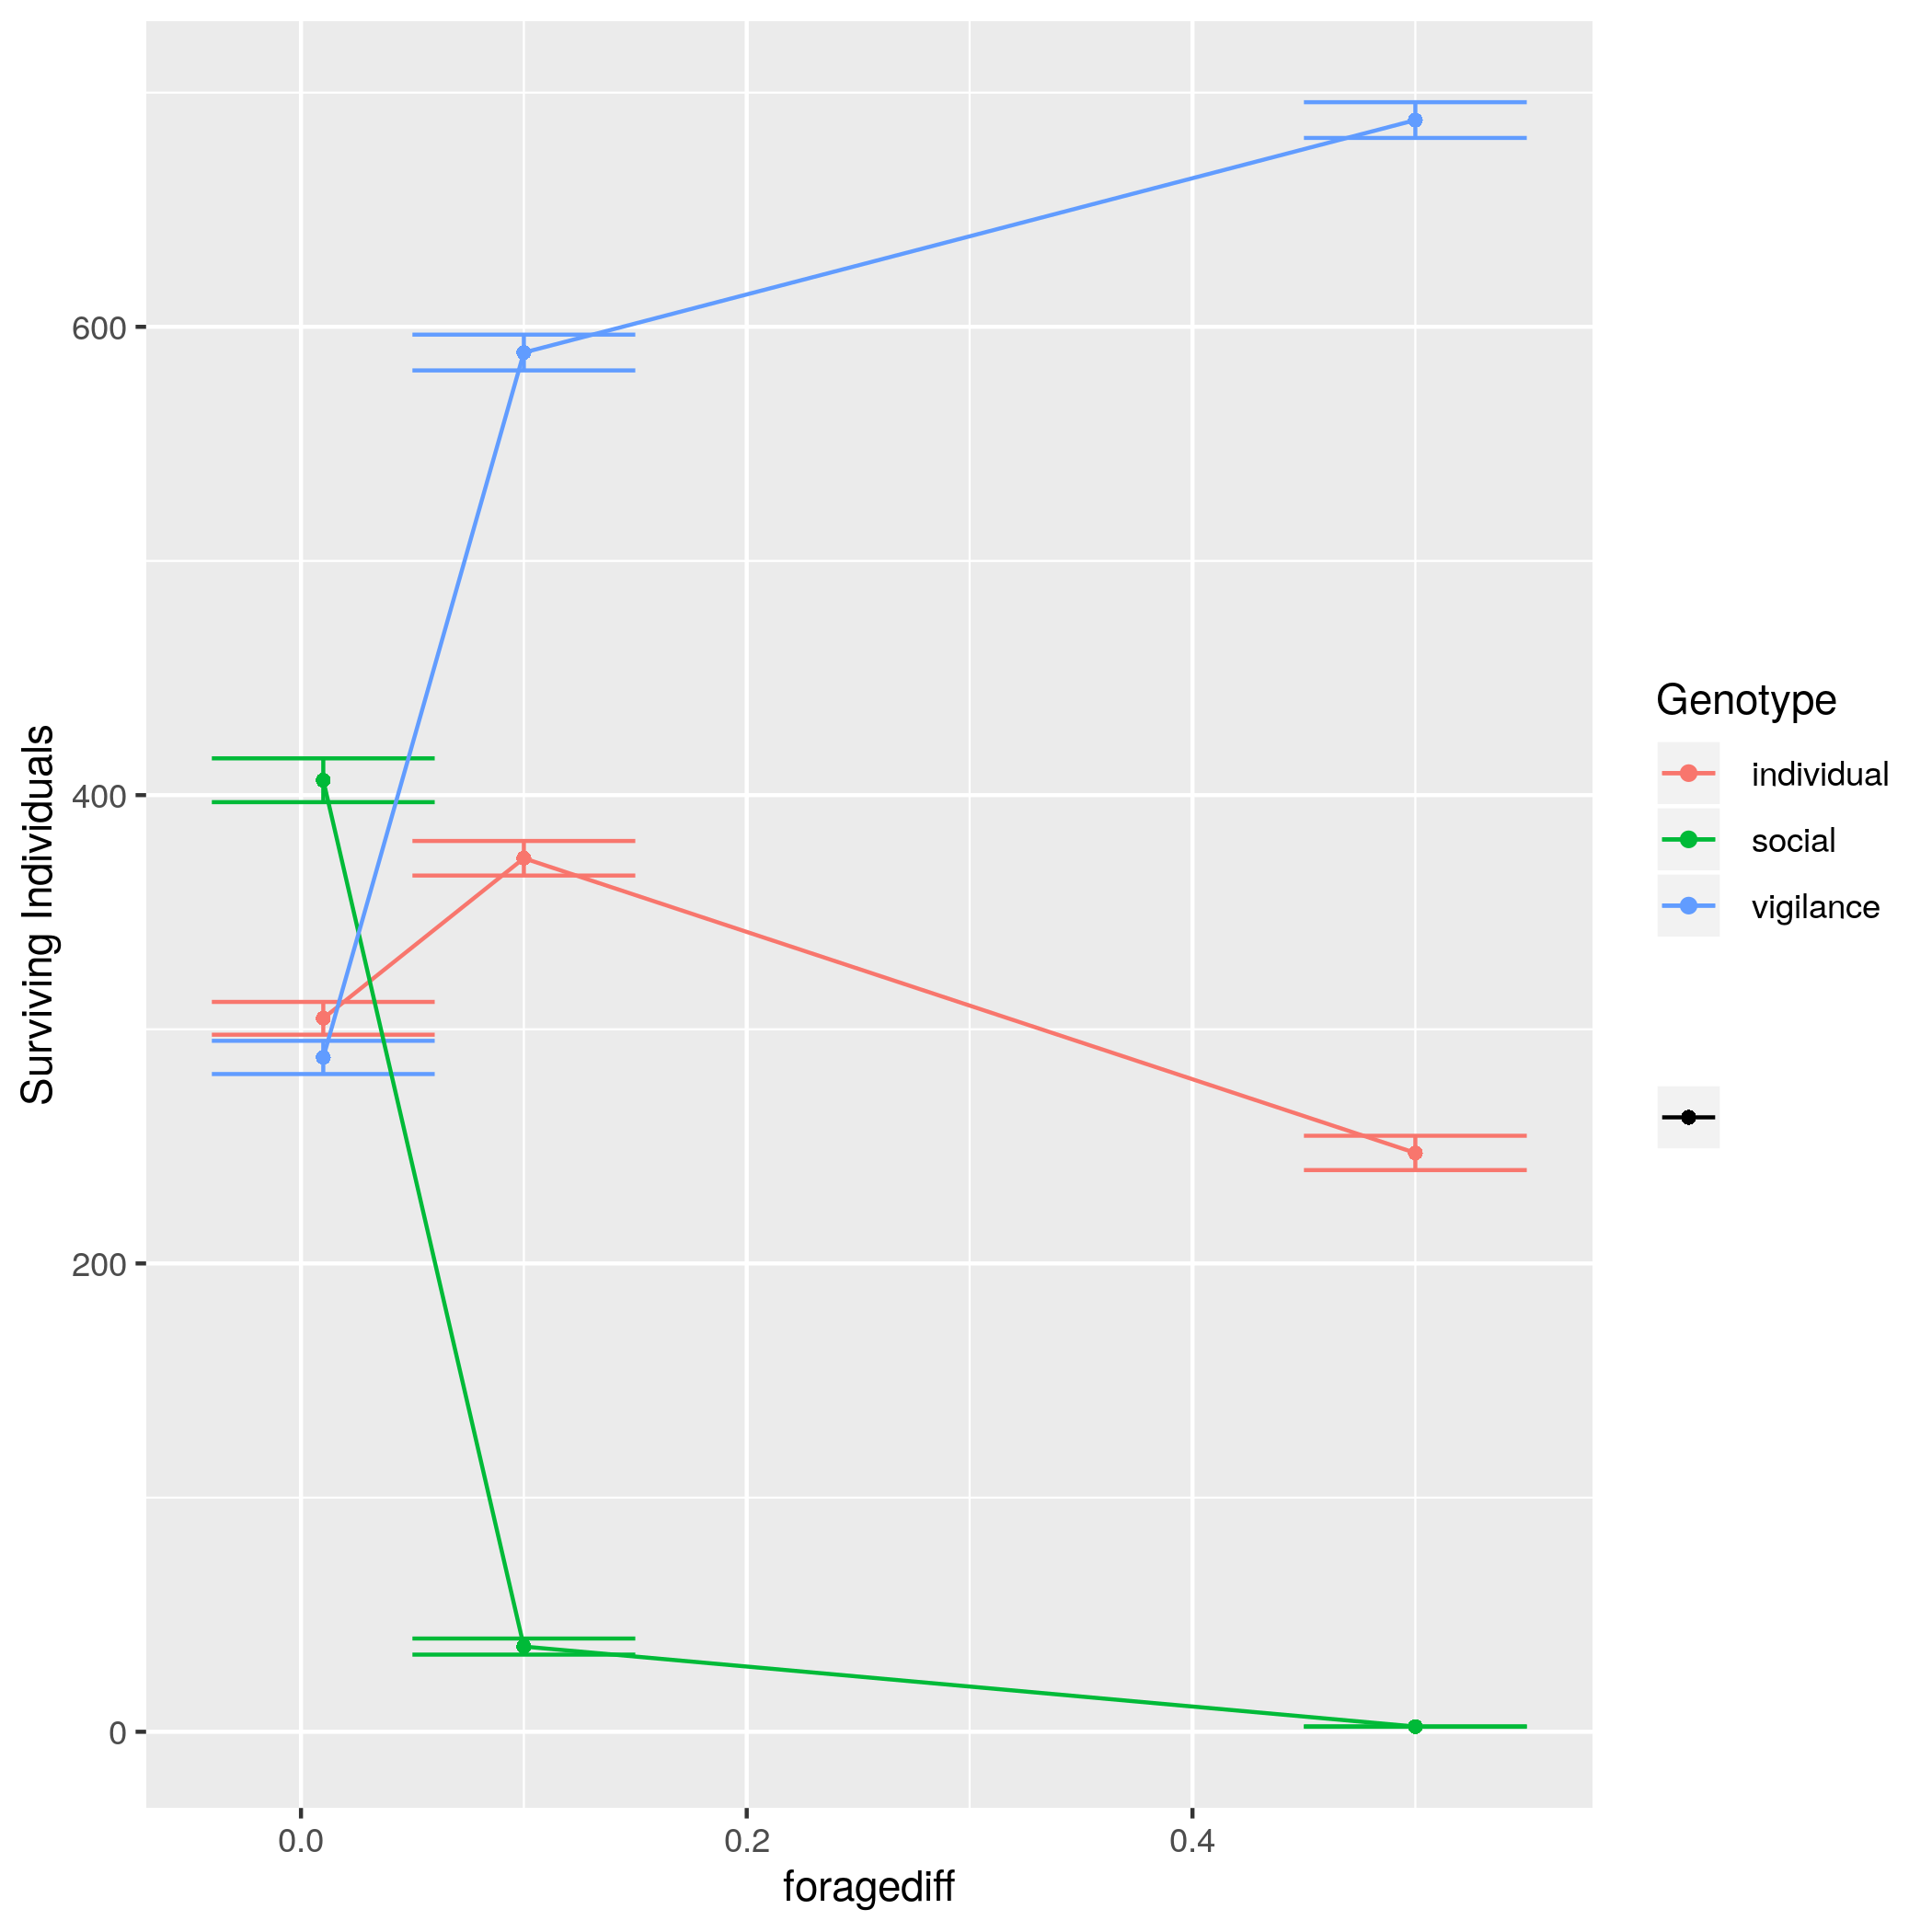 Surviving Individuals
600
400
200
0
0.0
0.2
0.4
foragediff
Genotype
individual
social
vigilance